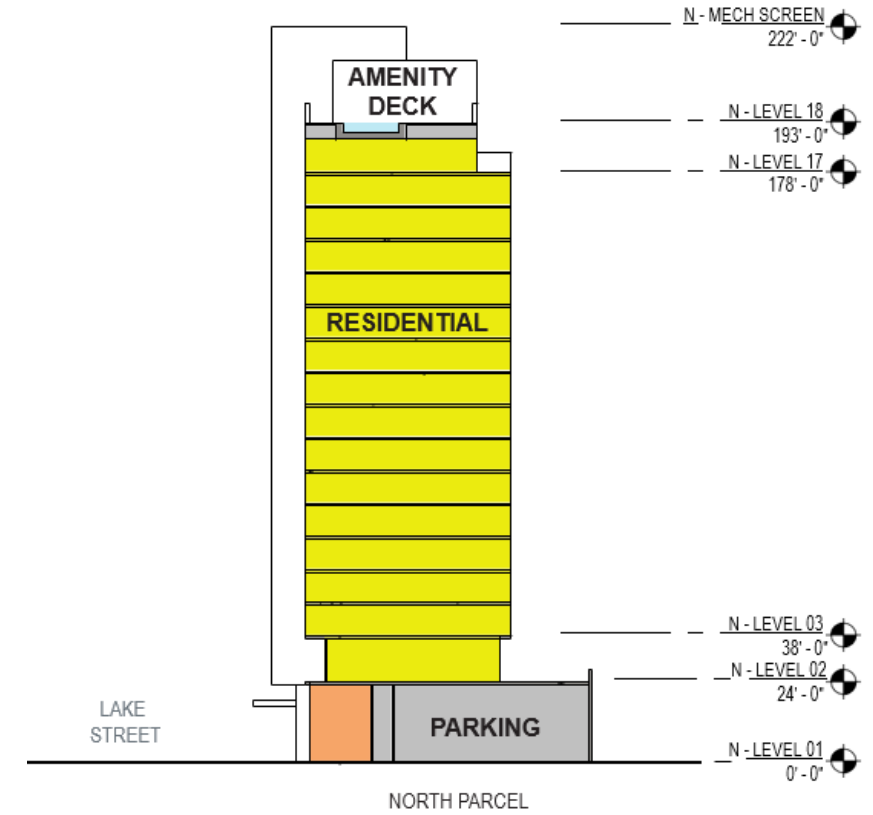 N - MECH SCREEN
222' - 0"
AMENITY
DECK
N - LEVEL 18
193' - 0"
N - LEVEL 17
178' - 0"
RESIDENTIAL
N - LEVEL 03
38' - 0"
N - LEVEL 02
24' - 0"
LAKE
STREET
PARKING
N - LEVEL 01
0' - 0"
NORTH PARCEL